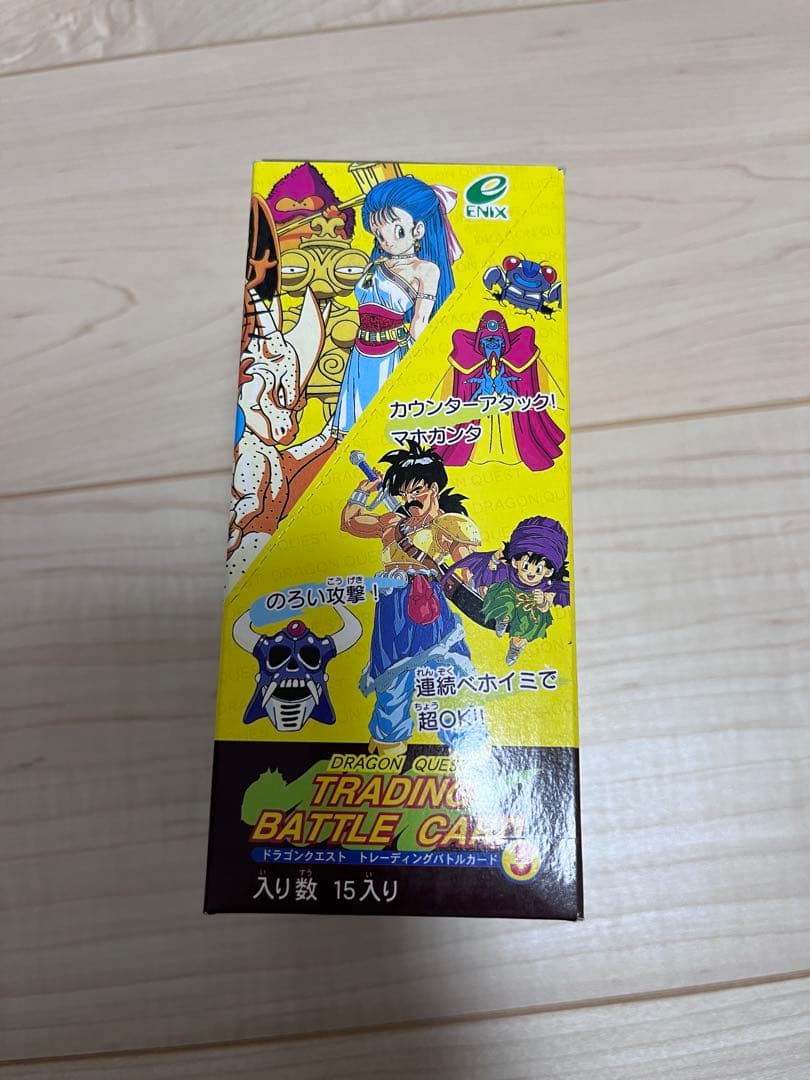 ENIX
カウンターアタック!
マホカンタ
DRAGON QUEST
こう げき
のろい攻撃!
れん ぞく
連続ベホイミで
ちょう
超OK!!
DRAGON QUEST
TRADING
BATTLE CARD
ドラゴンクエスト トレーディングバトルカード
い すう い
入り数 15入り